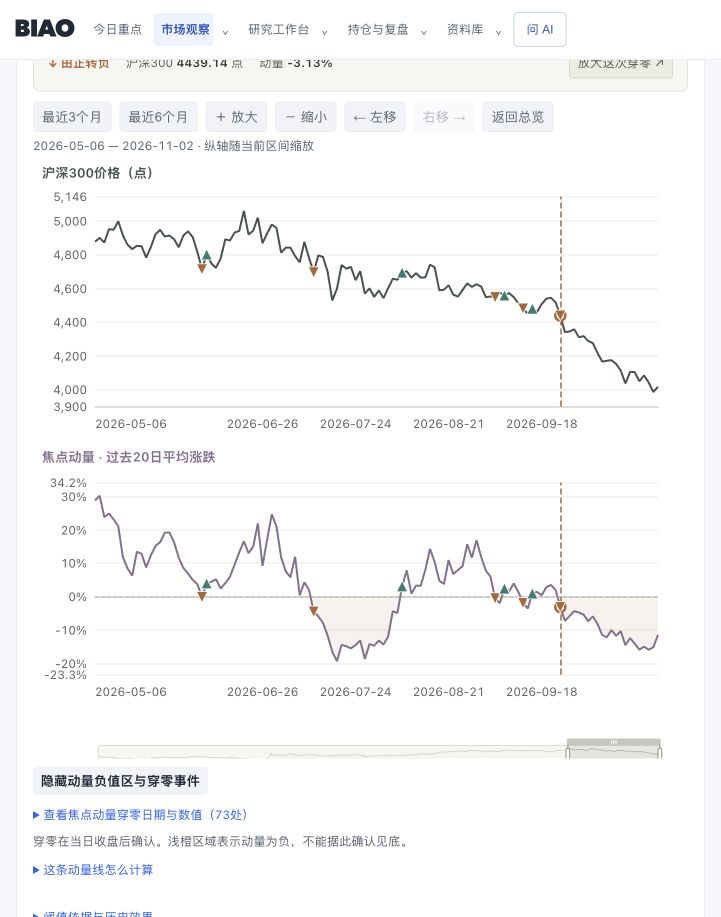 BIAO 今日重点 市场观察 研究工作台 持仓与复盘 资料库 问 AI
↓ 由正转负 沪深300 4439.14 点 动量 -3.13% 放大这次穿零 ↗
最近3个月 最近6个月 ＋ 放大 － 缩小 ← 左移 右移 → 返回总览
2026-05-06 — 2026-11-02 · 纵轴随当前区间缩放
沪深300价格（点）
5,146
5,000
4,800
4,600
4,400
4,200
4,000
3,900
2026-05-06 2026-06-26 2026-07-24 2026-08-21 2026-09-18
焦点动量 · 过去20日平均涨跌
34.2%
30%
20%
10%
0%
-10%
-20%
-23.3%
2026-05-06 2026-06-26 2026-07-24 2026-08-21 2026-09-18
隐藏动量负值区与穿零事件
▶ 查看焦点动量穿零日期与数值（73处）
穿零在当日收盘后确认。浅橙区域表示动量为负，不能据此确认见底。
▶ 这条动量线怎么计算